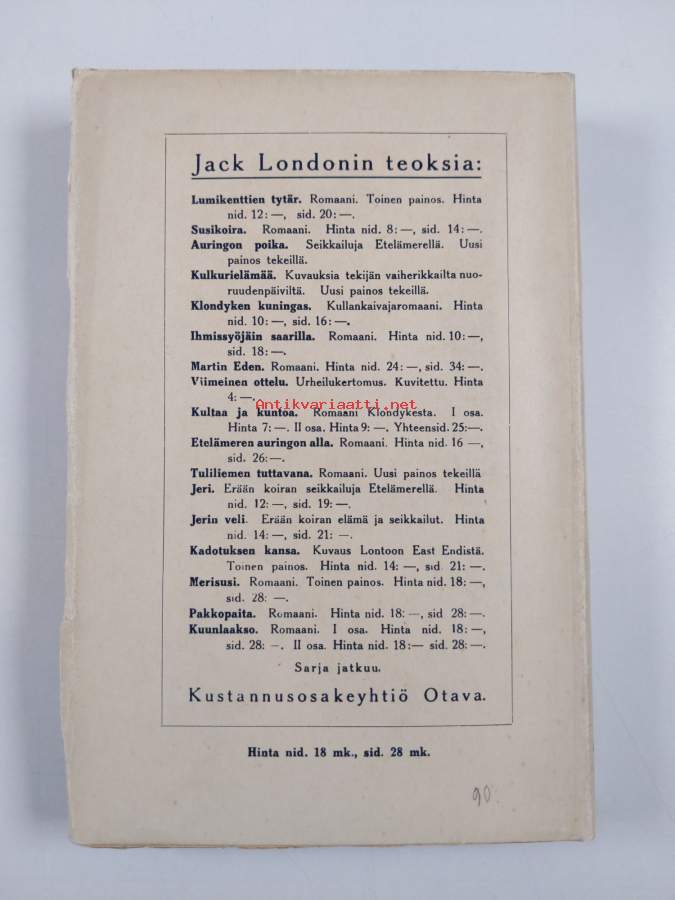 Jack Londonin teoksia:
Lumikenttien tytär. Romaani. Toinen painos. Hinta
nid. 12: —, sid. 20: —.
Susikoira. Romaani. Hinta nid. 8: —, sid. 14: —.
Auringon poika. Seikkailuja Etelämerellä. Uusi
painos tekeillä.
Kulkurielämää. Kuvauksia tekijän vaiherikkailta nuo-
ruudenpäiviltä. Uusi painos tekeillä.
Klondyken kuningas. Kullankaivajaromaani. Hinta
nid. 10: —, sid. 16: —.
Ihmissyöjäin saarilla. Romaani. Hinta nid. 10: —,
sid. 18: —.
Martin Eden. Romaani. Hinta nid. 24: —, sid. 34: —.
Viimeinen ottelu. Urheilukertomus. Kuvitettu. Hinta
4: —.
Antikvariaatti.net
Kultaa ja kuntoa. Romaani Klondykesta. I osa.
Hinta 7: —. II osa. Hinta 9: —. Yhteensid. 25: —.
Etelämeren auringon alla. Romaani. Hinta nid. 16 —,
sid. 26: —.
Tuliliemen tuttavana. Romaani. Uusi painos tekeillä
Jeri. Erään koiran seikkailuja Etelämerellä. Hinta
nid. 12: —, sid. 19: —.
Jerin veli. Erään koiran elämä ja seikkailut. Hinta
nid. 14: —, sid. 21: —.
Kadotuksen kansa. Kuvaus Lontoon East Endistä.
Toinen painos. Hinta nid. 14: —, sid 21: —.
Merisusi. Romaani. Toinen painos. Hinta nid. 18: —,
sid. 28: —.
Pakkopaita. Romaani. Hinta nid. 18: —, sid 28: —.
Kuunlaakso. Romaani. I osa. Hinta nid. 18: —,
sid. 28: —. II osa. Hinta nid. 18: — sid. 28: —.
Sarja jatkuu.
Kustannusosakeyhtiö Otava.
Hinta nid. 18 mk., sid. 28 mk.
90: